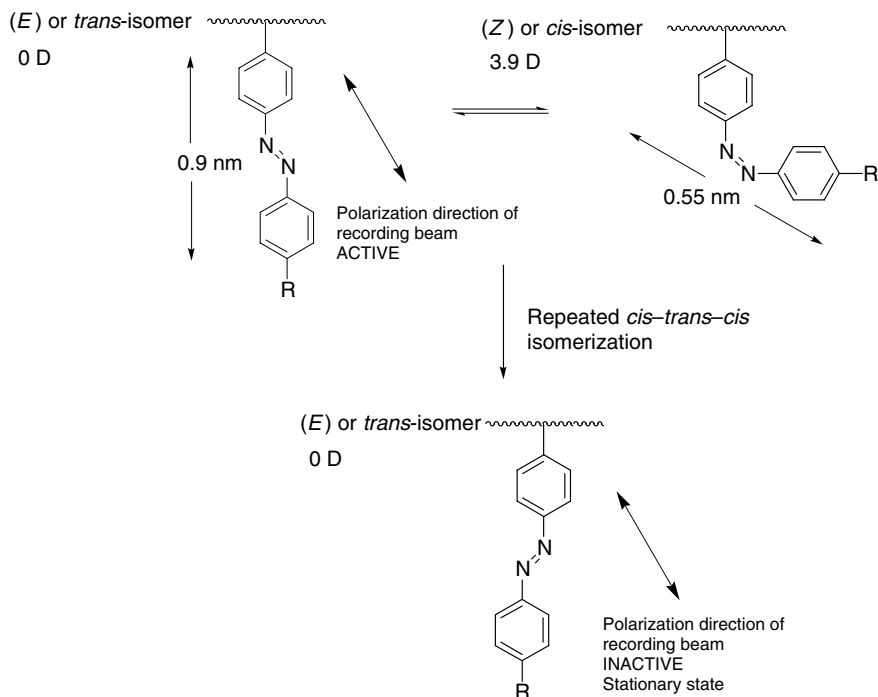 (E) or trans-isomer
0 D
0.9 nm
N
N
R
Polarization direction of
recording beam
ACTIVE
(Z) or cis-isomer
3.9 D
N
N
R
0.55 nm
Repeated cis–trans–cis
isomerization
(E) or trans-isomer
0 D
N
N
R
Polarization direction of
recording beam
INACTIVE
Stationary state